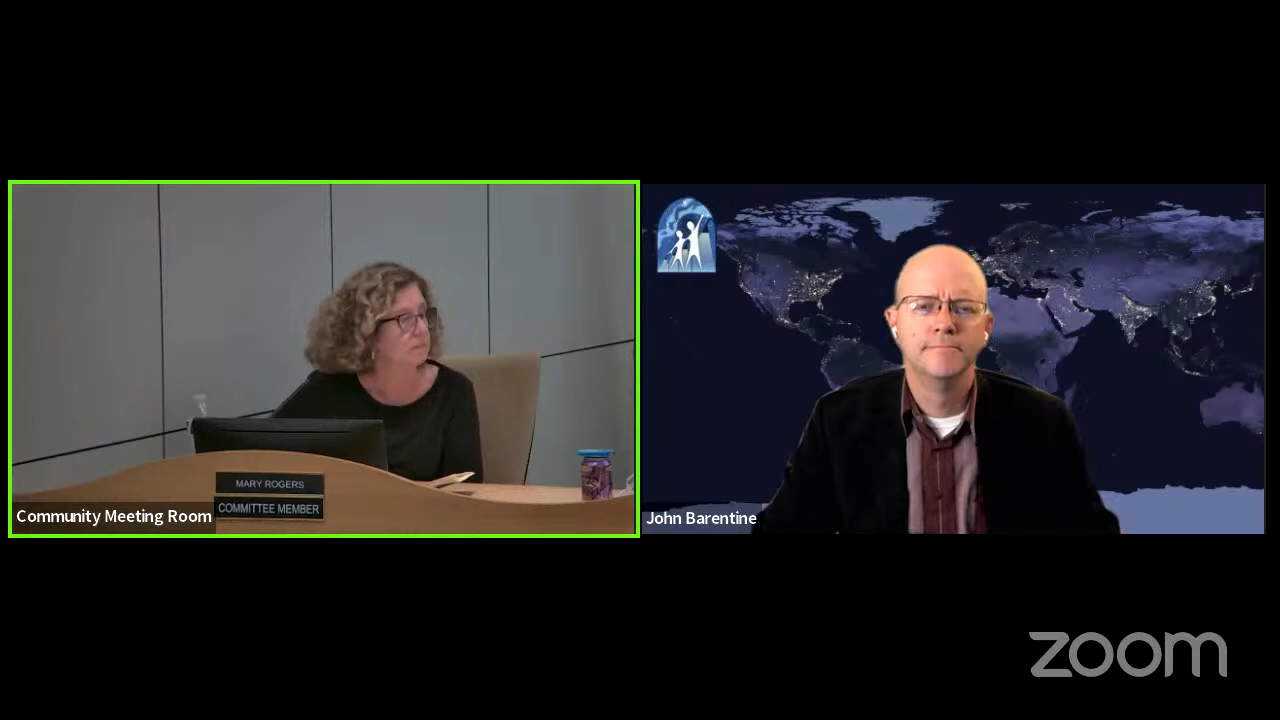 MARY ROGERS
COMMITTEE MEMBER
Community Meeting Room
John Barentine
zoom